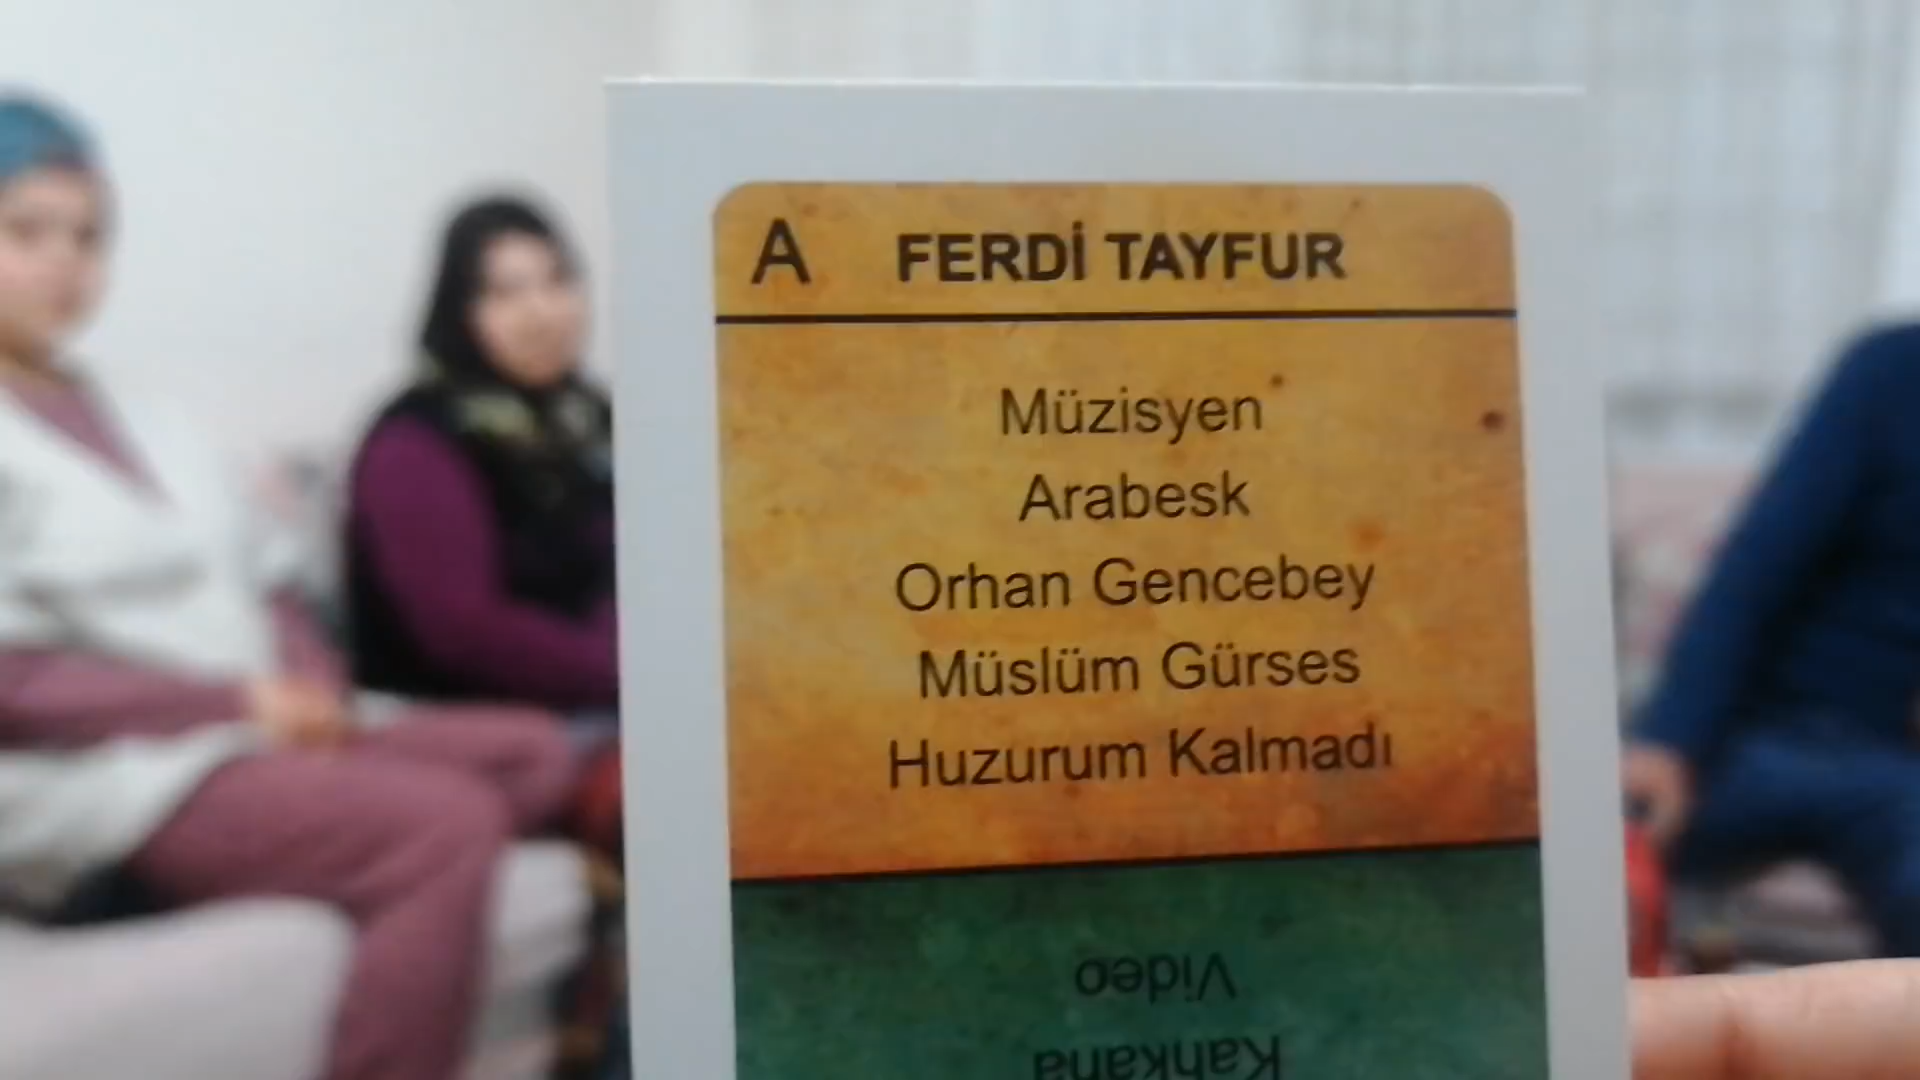 A FERDİ TAYFUR
Müzisyen
Arabesk
Orhan Gencebey
Müslüm Gürses
Huzurum Kalmadı
Video
Kahkaha